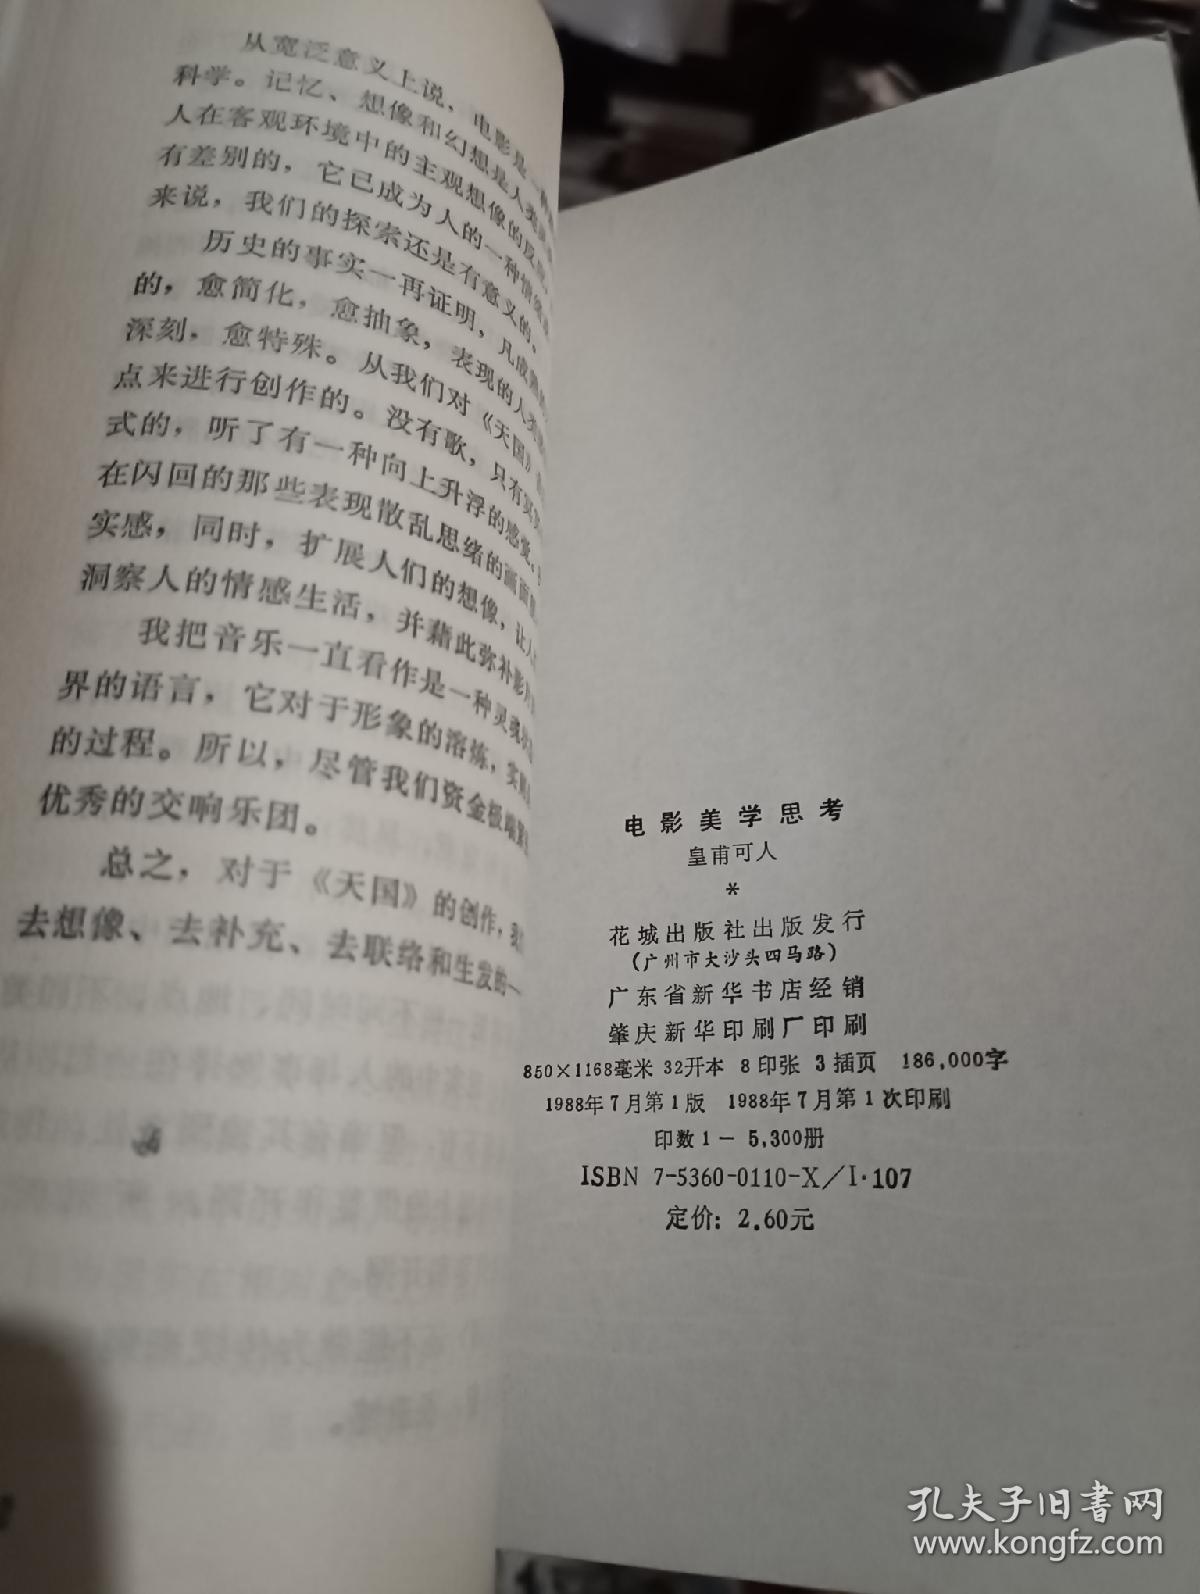 从宽泛意义上说，电影是一种
科学。记忆、想像和幻想是人类
人在客观环境中的主观想像的反
有差别的，它已成为人的一种情
来说，我们的探索还是有意义的。
历史的事实一再证明，凡
的，愈简化，愈抽象，表现的人类
深刻，愈特殊。从我们对《天国》
点来进行创作的。没有歌，只有
式的，听了有一种向上升浮的感觉。
在闪回的那些表现散乱思绪的画面
实感，同时，扩展人们的想像，让人
洞察人的情感生活，并藉此弥补影片
我把音乐一直看作是一种灵魂
界的语言，它对于形象的溶炼，实
的过程。所以，尽管我们资金极端
优秀的交响乐团。
总之，对于《天国》的创作，我
去想像、去补充、去联络和生发的一
电影美学思考
皇甫可人
*
花城出版社出版发行
(广州市大沙头四马路)
广东省新华书店经销
肇庆新华印刷厂印刷
850×1168毫米 32开本 8印张 3插页 186,000字
1988年7月第1版 1988年7月第1次印刷
印数1－5,300册
ISBN 7-5360-0110-X/I·107
定价：2.60元
孔夫子旧书网
www.kongfz.com